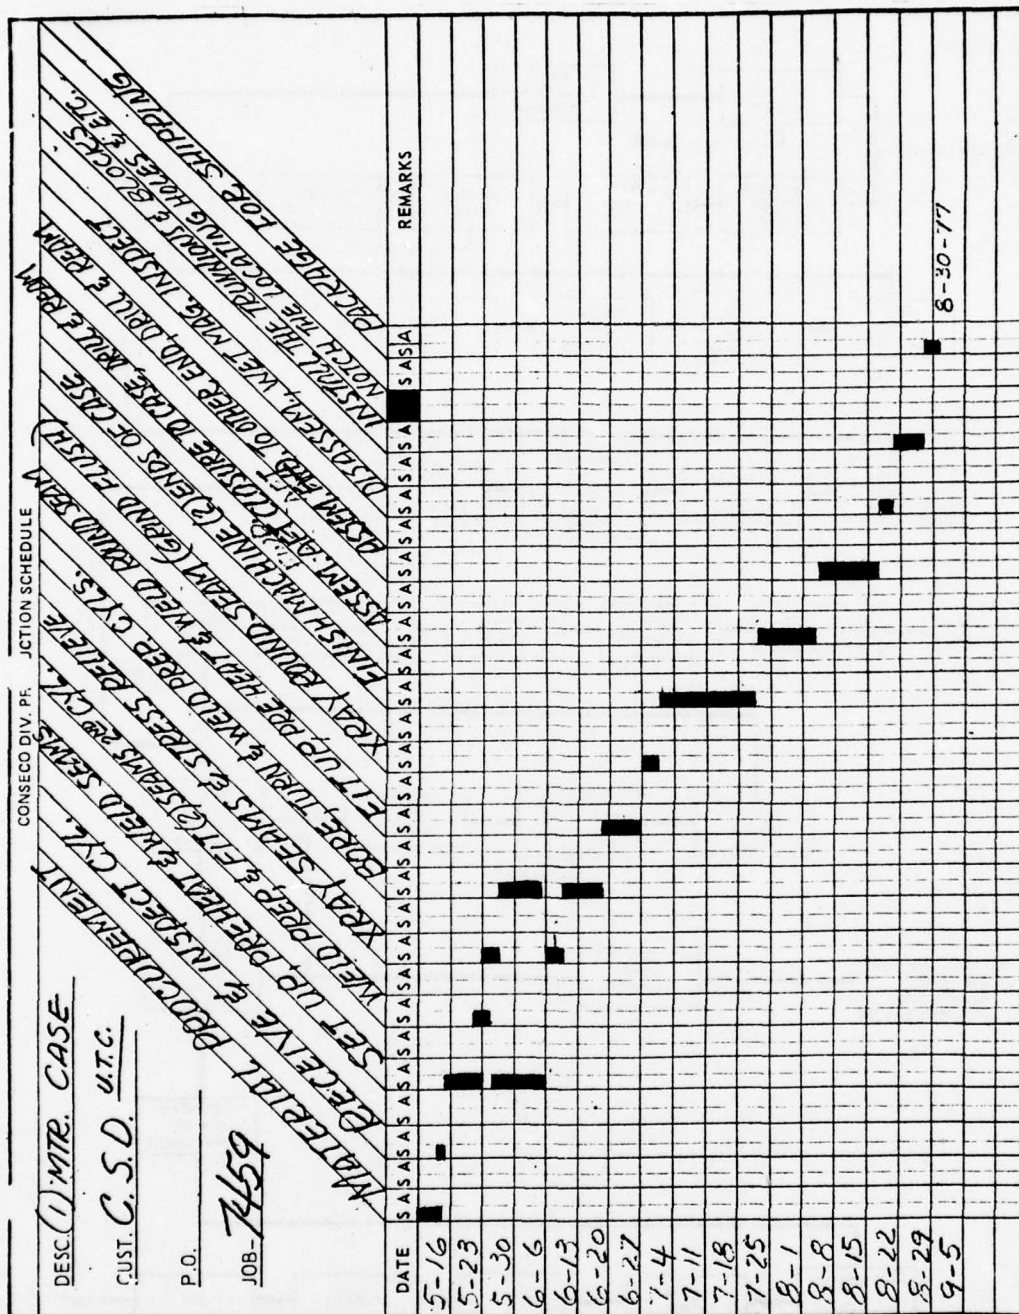 CONSECO DIV. PF. JCTION SCHEDULE
DESC. (1) MTR. CASE
CUST. C. S. D. U.T.C.
P.O.
JOB- 7459
MATERIAL PROCUREMENT
RECEIVE & INSPECT CYL.
SET UP, PREHEAT & WELD SEAMS
WELD PREP, & FIT (2) SEAMS 2ND CYL.
XRAY SEAMS & STRESS RELIEVE
BORE, TURN & WELD PREP. CYLS.
FIT UP, PRE HEAT & WELD ROUND SEAM
XRAY ROUND SEAM (GRIND FLUSH)
FINISH MACHINE (2) ENDS OF CASE
ASSEM. AFT CLOSURE TO CASE, DRILL & REAM
ASSEM. FWD. TO OTHER END, DRILL & REAM
DISASSEM., WET MAG. INSPECT
INSTALL THE TRUNNIONS & BLOCKS
NOTCH THE LOCATING HOLES & ETC.
PACKAGE FOR SHIPPING
DATE S A S A S A S A S A S A S A S A S A S A S A S A S A S A S A REMARKS
5-16
5-23
5-30
6-6
6-13
6-20
6-27
7-4
7-11
7-18
7-25
8-1
8-8
8-15
8-22
8-29 8-30-77
9-5